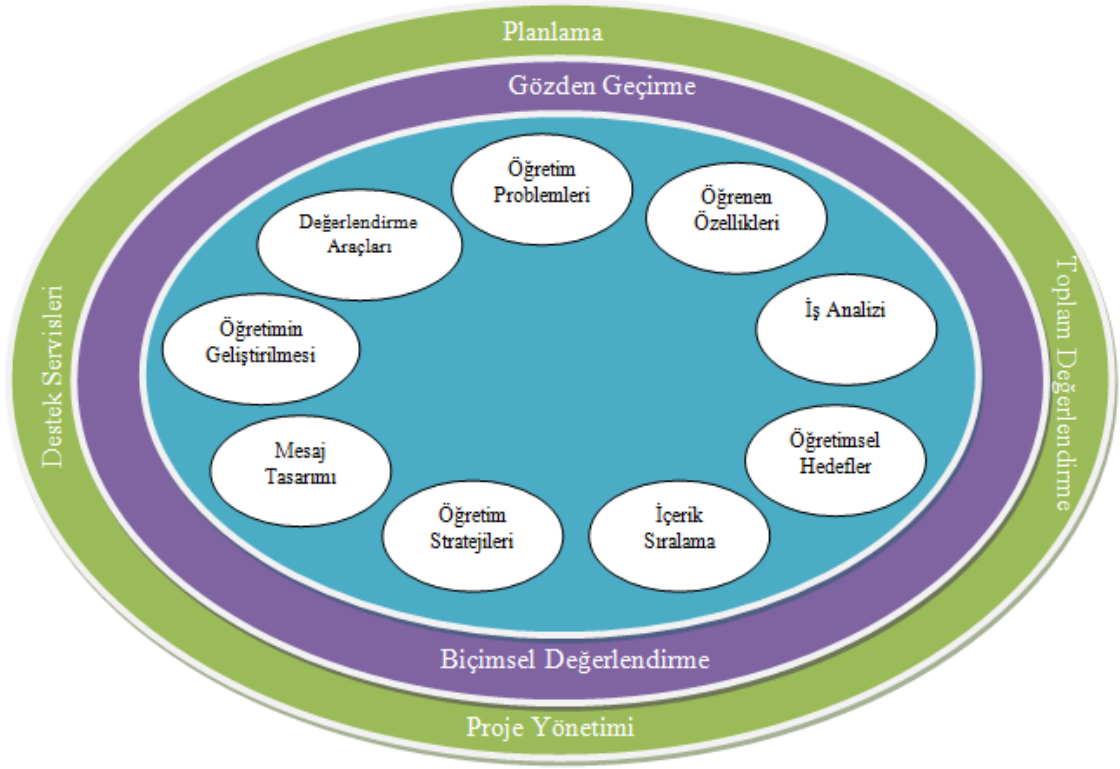 Planlama
Gözden Geçirme
Öğretim
Problemleri
Öğrenen
Özellikleri
Değerlendirme
Araçları
İş Analizi
Öğretimin
Geliştirilmesi
Öğretimsel
Hedefler
Mesaj
Tasarımı
Öğretim
Stratejileri
İçerik
Sıralama
Destek Servisleri
Toplam Değerlendirme
Biçimsel Değerlendirme
Proje Yönetimi